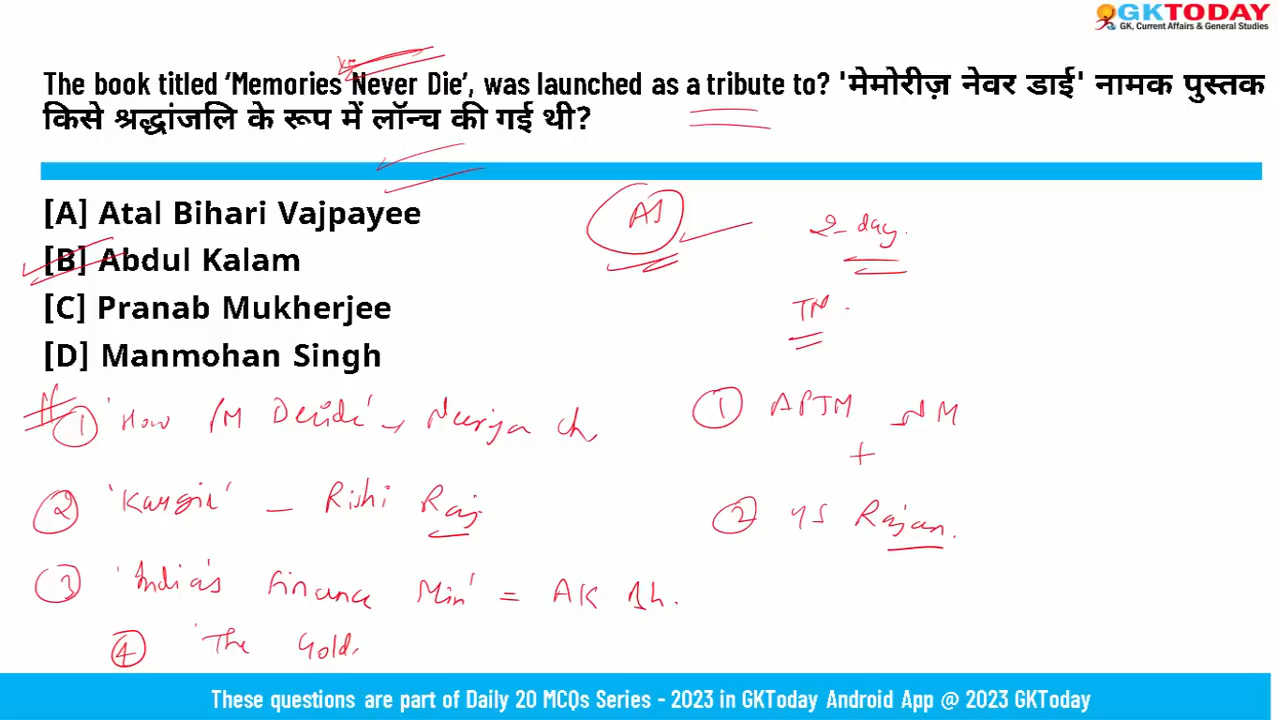 GKTODAY
GK, Current Affairs & General Studies
The book titled ‘Memories Never Die’, was launched as a tribute to? 'मेमोरीज़ नेवर डाई' नामक पुस्तक
किसे श्रद्धांजलि के रूप में लॉन्च की गई थी?
[A] Atal Bihari Vajpayee
[B] Abdul Kalam
[C] Pranab Mukherjee
[D] Manmohan Singh
AJ
2-day.
TN.
① 'How PM Decide' → Neerja Ch
② 'Kargil' - Rishi Raj
③ 'India's Finance Min' = AK Bh.
④ 'The Gold
① APJM NM
+
② YS Rajan.
These questions are part of Daily 20 MCQs Series - 2023 in GKToday Android App @ 2023 GKToday